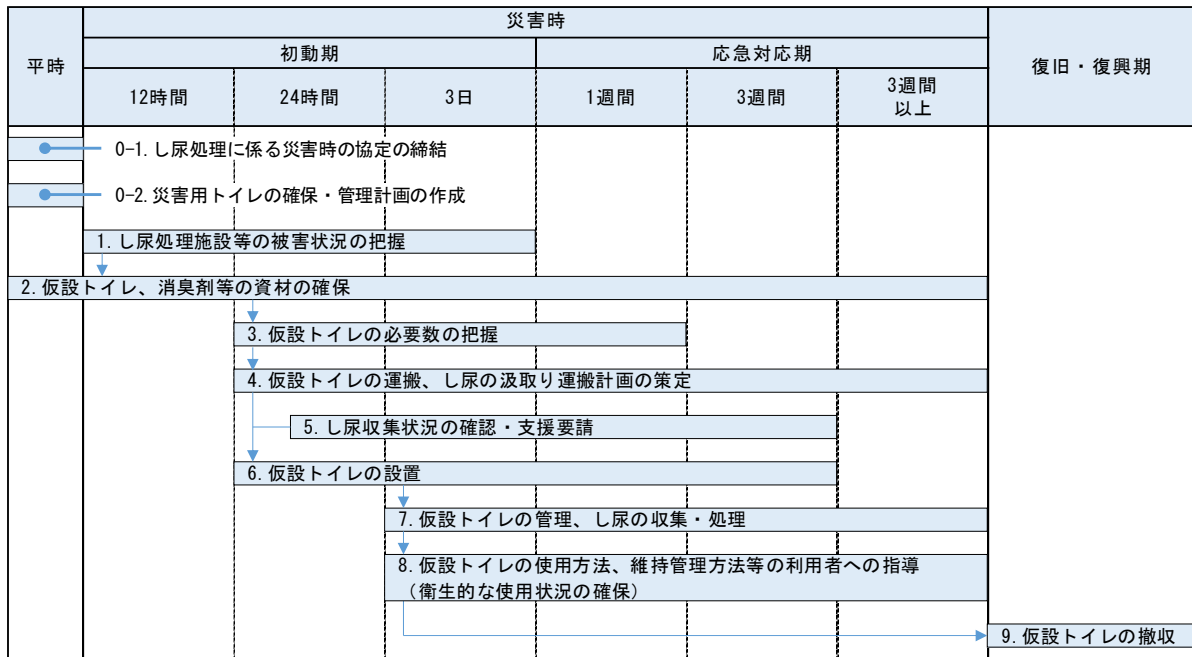 災害時
平時
初動期
応急対応期
復旧・復興期
12時間
24時間
3日
1週間
3週間
3週間
以上
0-1.し尿処理に係る災害時の協定の締結
0-2.災害用トイレの確保・管理計画の作成
1.し尿処理施設等の被害状況の把握
2.仮設トイレ、消臭剤等の資材の確保
3.仮設トイレの必要数の把握
4.仮設トイレの運搬、し尿の汲取り運搬計画の策定
5.し尿収集状況の確認・支援要請
6.仮設トイレの設置
7.仮設トイレの管理、し尿の収集・処理
8.仮設トイレの使用方法、維持管理方法等の利用者への指導
（衛生的な使用状況の確保）
9.仮設トイレの撤収